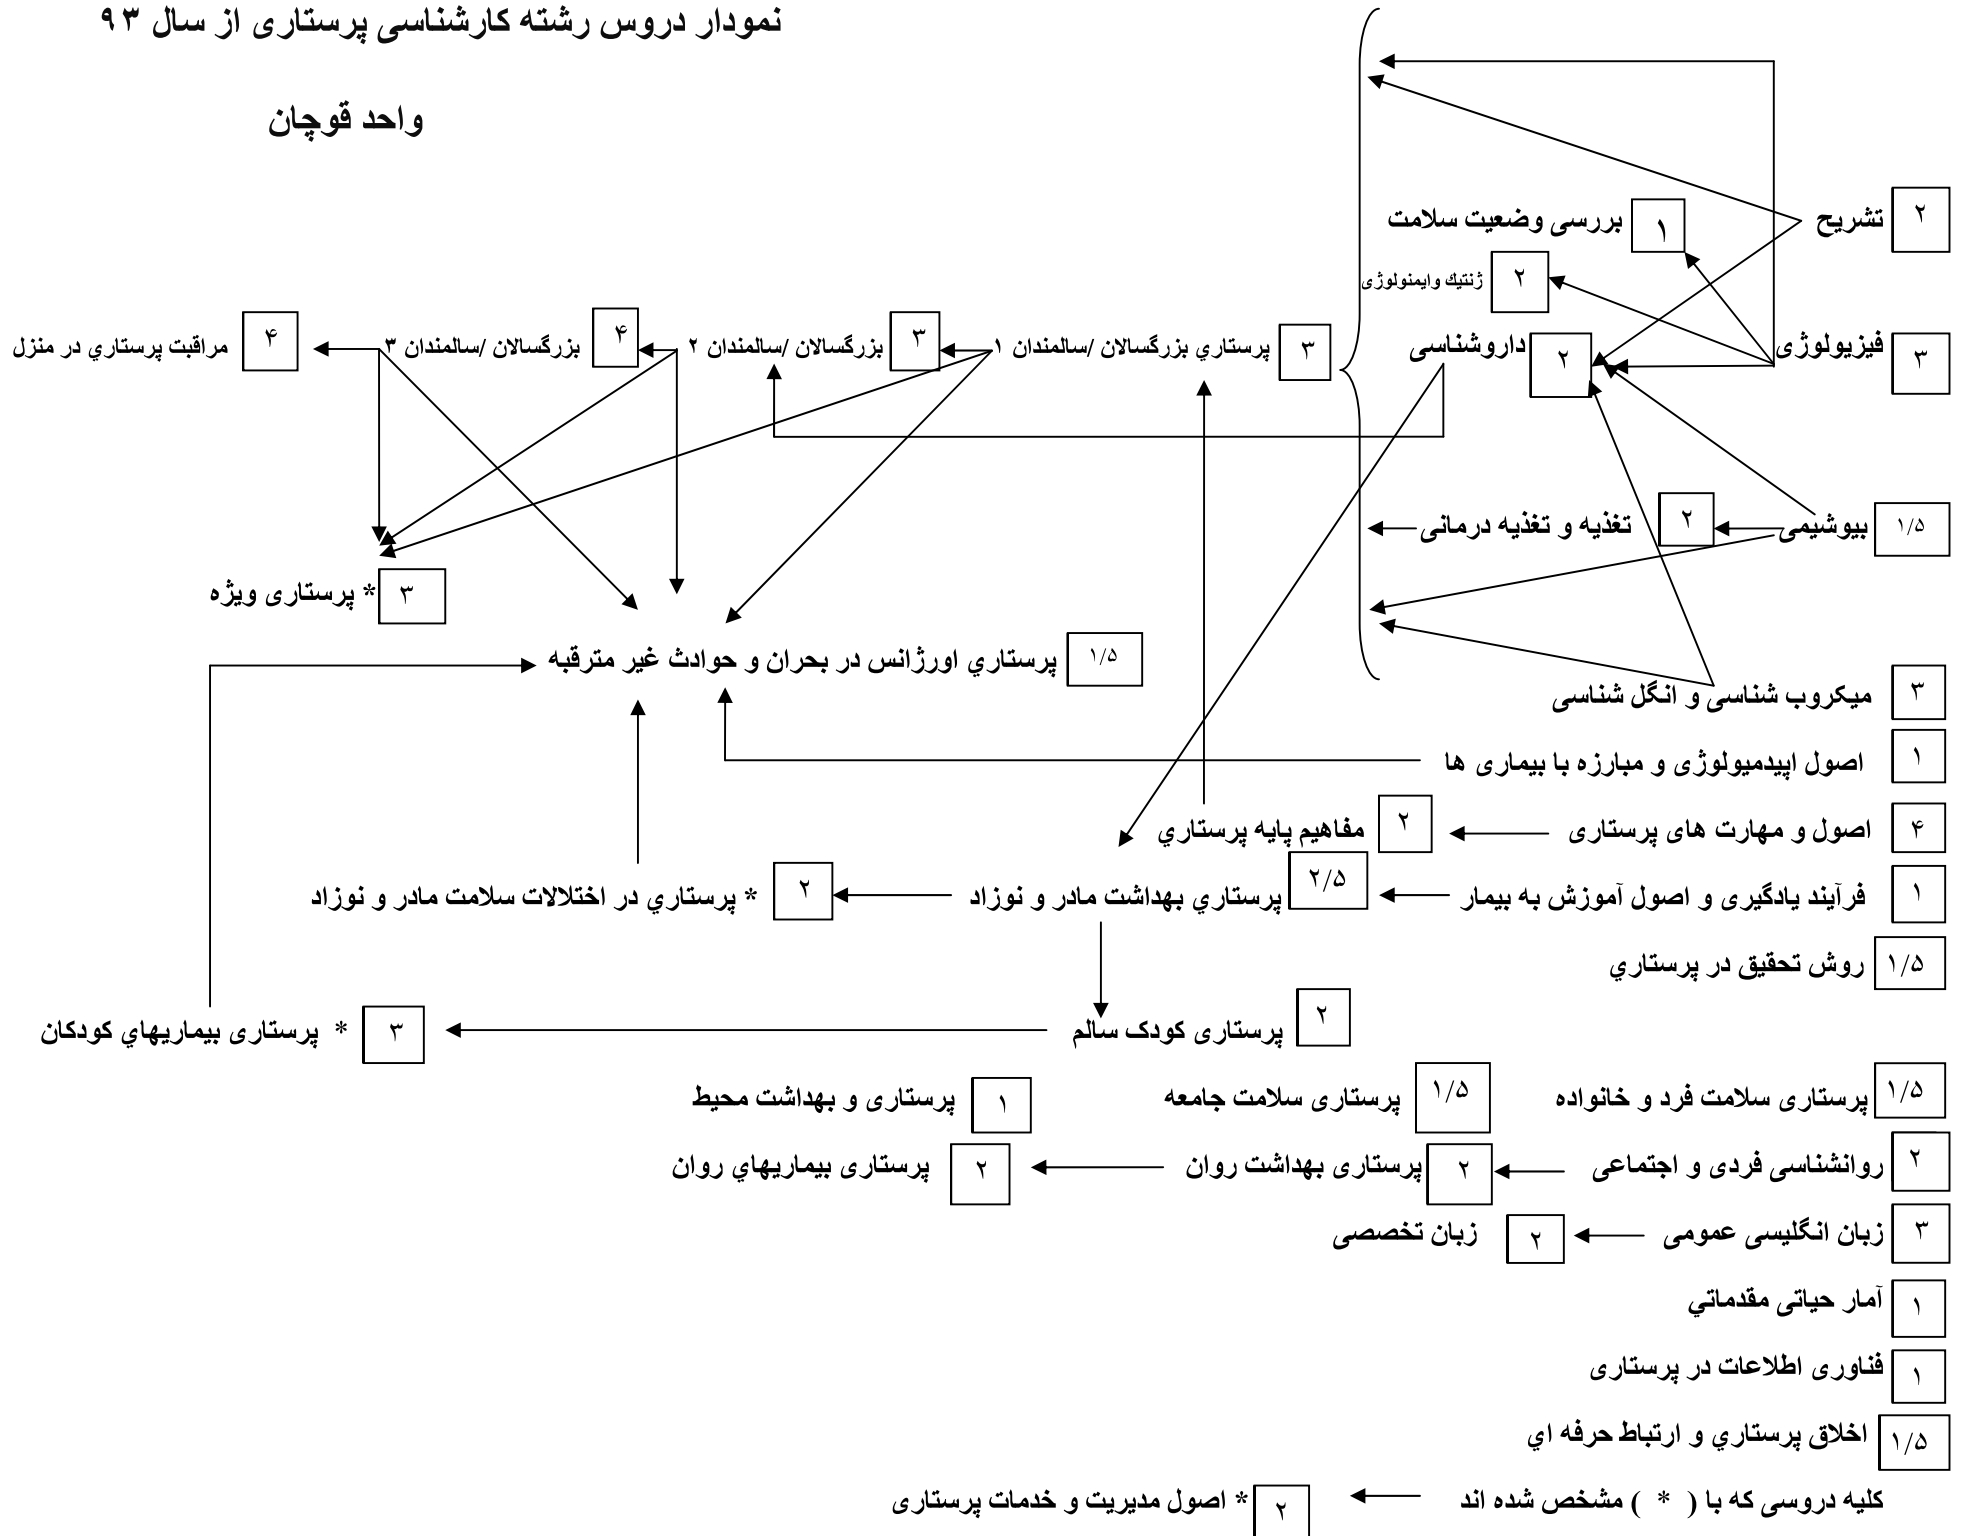 نمودار دروس رشته کارشناسی پرستاری از سال ۹۳
واحد قوچان
۲ تشریح
۱ بررسی وضعیت سلامت
۲ ژنتیك وایمنولوژی
۳ فیزیولوژی
۲ داروشناسی
۳ پرستاري بزرگسالان /سالمندان ۱
۳ بزرگسالان /سالمندان ۲
۴ بزرگسالان /سالمندان ۳
۴ مراقبت پرستاري در منزل
۱/۵ بیوشیمی
۲ تغذیه و تغذیه درمانی
۳ * پرستاری ویژه
۱/۵ پرستاري اورژانس در بحران و حوادث غیر مترقبه
۳ میکروب شناسی و انگل شناسی
۱ اصول اپیدمیولوژی و مبارزه با بیماری ها
۴ اصول و مهارت های پرستاری
۲ مفاهیم پایه پرستاري
۱ فرآیند یادگیری و اصول آموزش به بیمار
۲/۵ پرستاري بهداشت مادر و نوزاد
۲ * پرستاري در اختلالات سلامت مادر و نوزاد
۱/۵ روش تحقیق در پرستاري
۲ پرستاری کودک سالم
۳ * پرستاری بیماریهاي کودکان
۱/۵ پرستاری سلامت فرد و خانواده
۱/۵ پرستاری سلامت جامعه
۱ پرستاری و بهداشت محیط
۲ روانشناسی فردی و اجتماعی
۲ پرستاری بهداشت روان
۲ پرستاری بیماریهاي روان
۳ زبان انگلیسی عمومی
۲ زبان تخصصی
۱ آمار حیاتی مقدماتي
۱ فناوری اطلاعات در پرستاری
۱/۵ اخلاق پرستاري و ارتباط حرفه اي
کلیه دروسی که با ( * ) مشخص شده اند
۲ * اصول مدیریت و خدمات پرستاری